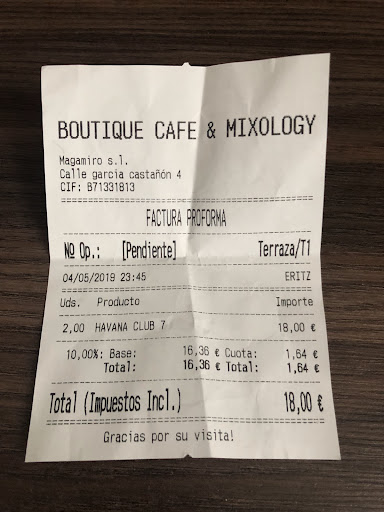 BOUTIQUE CAFE & MIXOLOGY
Magamiro s.l.
Calle garcia castañón 4
CIF: B71331813
FACTURA PROFORMA
Nº Op.: [Pendiente] Terraza/T1
04/05/2019 23:45 ERITZ
Uds. Producto Importe
2,00 HAVANA CLUB 7 18,00 €
10,00%: Base: 16,36 € Cuota: 1,64 €
Total: 16,36 € Total: 1,64 €
Total (Impuestos Incl.) 18,00 €
Gracias por su visita!